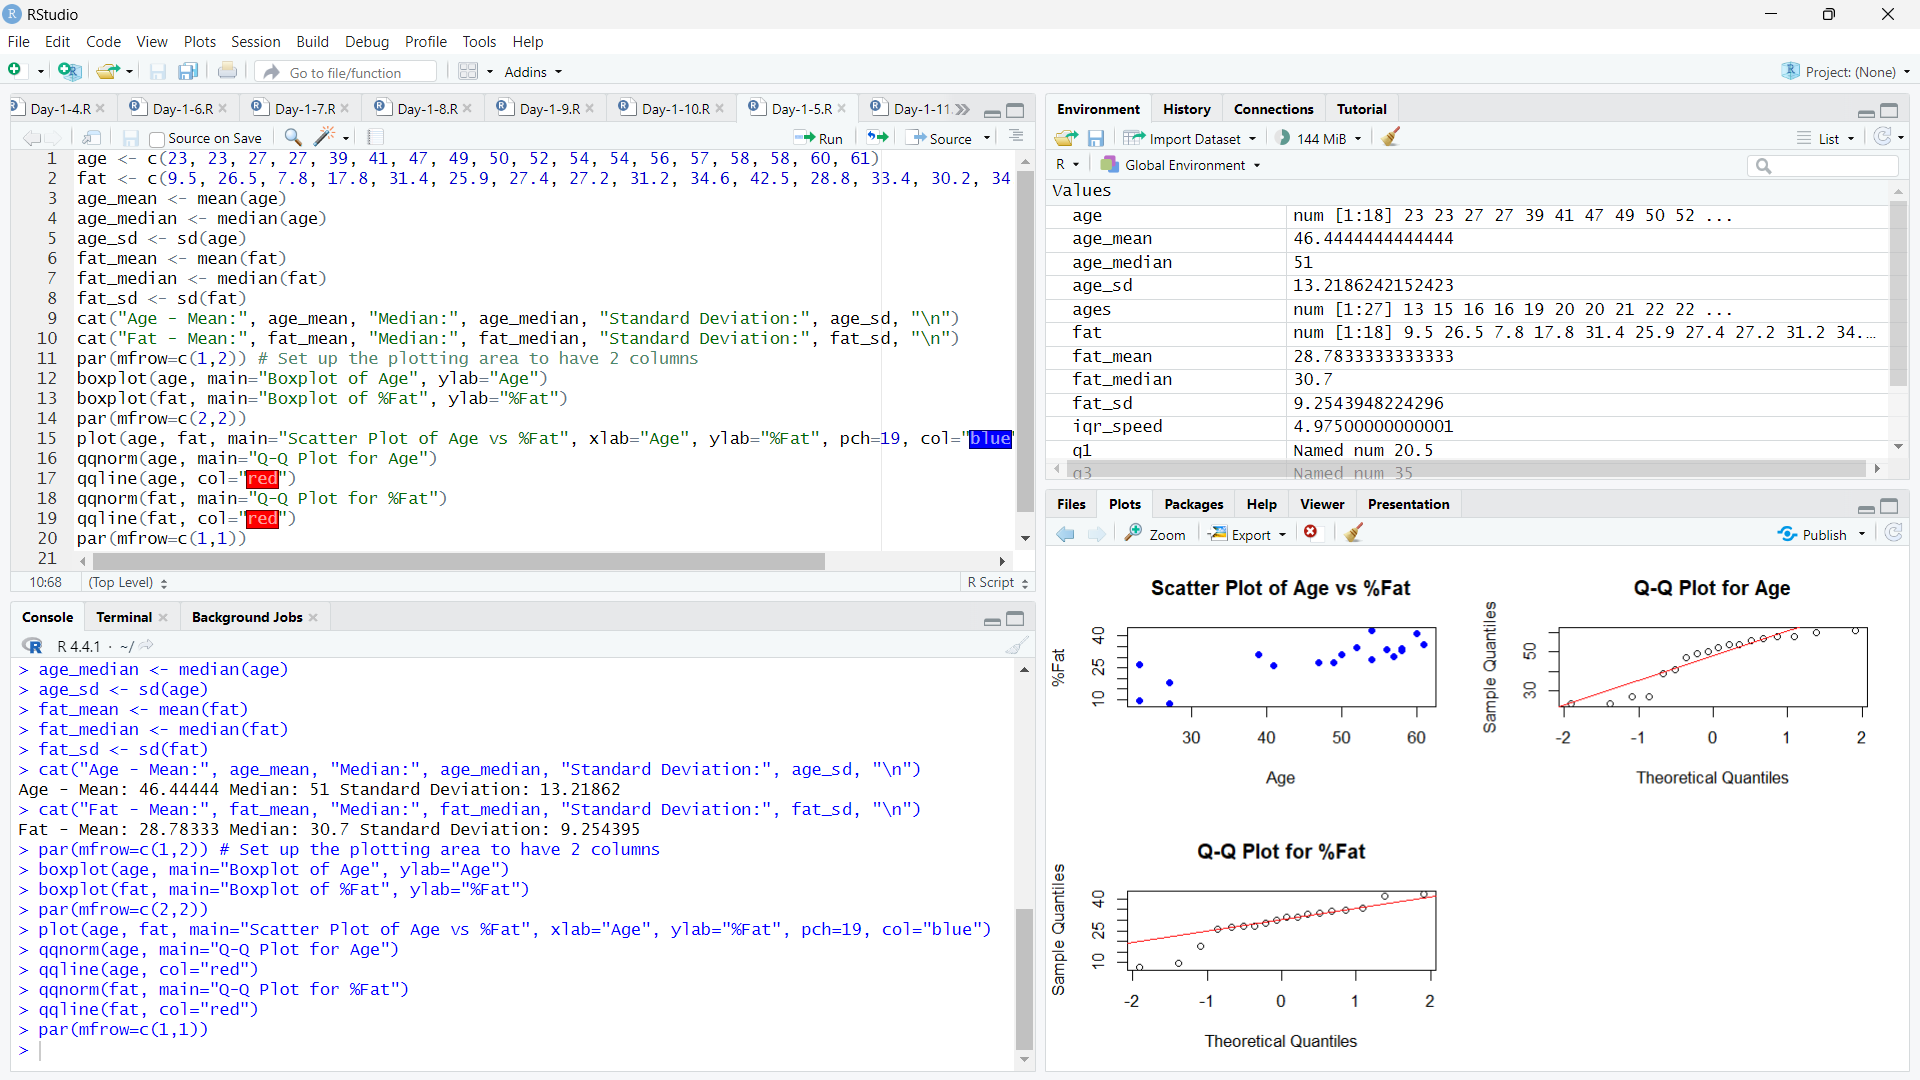 RStudio
File Edit Code View Plots Session Build Debug Profile Tools Help
Go to file/function
Addins
Project: (None)
Day-1-4.R
Day-1-6.R
Day-1-7.R
Day-1-8.R
Day-1-9.R
Day-1-10.R
Day-1-5.R
Day-1-11
Source on Save
Run
Source
1 age <- c(23, 23, 27, 27, 39, 41, 47, 49, 50, 52, 54, 54, 56, 57, 58, 58, 60, 61)
2 fat <- c(9.5, 26.5, 7.8, 17.8, 31.4, 25.9, 27.4, 27.2, 31.2, 34.6, 42.5, 28.8, 33.4, 30.2, 34
3 age_mean <- mean(age)
4 age_median <- median(age)
5 age_sd <- sd(age)
6 fat_mean <- mean(fat)
7 fat_median <- median(fat)
8 fat_sd <- sd(fat)
9 cat("Age - Mean:", age_mean, "Median:", age_median, "Standard Deviation:", age_sd, "\n")
10 cat("Fat - Mean:", fat_mean, "Median:", fat_median, "Standard Deviation:", fat_sd, "\n")
11 par(mfrow=c(1,2)) # Set up the plotting area to have 2 columns
12 boxplot(age, main="Boxplot of Age", ylab="Age")
13 boxplot(fat, main="Boxplot of %Fat", ylab="%Fat")
14 par(mfrow=c(2,2))
15 plot(age, fat, main="Scatter Plot of Age vs %Fat", xlab="Age", ylab="%Fat", pch=19, col="blue"
16 qqnorm(age, main="Q-Q Plot for Age")
17 qqline(age, col="red")
18 qqnorm(fat, main="Q-Q Plot for %Fat")
19 qqline(fat, col="red")
20 par(mfrow=c(1,1))
21
10:68 (Top Level) R Script
Console Terminal Background Jobs
R 4.4.1 · ~/
> age_median <- median(age)
> age_sd <- sd(age)
> fat_mean <- mean(fat)
> fat_median <- median(fat)
> fat_sd <- sd(fat)
> cat("Age - Mean:", age_mean, "Median:", age_median, "Standard Deviation:", age_sd, "\n")
Age - Mean: 46.44444 Median: 51 Standard Deviation: 13.21862
> cat("Fat - Mean:", fat_mean, "Median:", fat_median, "Standard Deviation:", fat_sd, "\n")
Fat - Mean: 28.78333 Median: 30.7 Standard Deviation: 9.254395
> par(mfrow=c(1,2)) # Set up the plotting area to have 2 columns
> boxplot(age, main="Boxplot of Age", ylab="Age")
> boxplot(fat, main="Boxplot of %Fat", ylab="%Fat")
> par(mfrow=c(2,2))
> plot(age, fat, main="Scatter Plot of Age vs %Fat", xlab="Age", ylab="%Fat", pch=19, col="blue")
> qqnorm(age, main="Q-Q Plot for Age")
> qqline(age, col="red")
> qqnorm(fat, main="Q-Q Plot for %Fat")
> qqline(fat, col="red")
> par(mfrow=c(1,1))
>
Environment History Connections Tutorial
Import Dataset 144 MiB List
R Global Environment
Values
age num [1:18] 23 23 27 27 39 41 47 49 50 52 ...
age_mean 46.4444444444444
age_median 51
age_sd 13.2186242152423
ages num [1:27] 13 15 16 16 19 20 20 21 22 22 ...
fat num [1:18] 9.5 26.5 7.8 17.8 31.4 25.9 27.4 27.2 31.2 34....
fat_mean 28.7833333333333
fat_median 30.7
fat_sd 9.2543948224296
iqr_speed 4.97500000000001
q1 Named num 20.5
q3 Named num 35
Files Plots Packages Help Viewer Presentation
Zoom Export Publish
Scatter Plot of Age vs %Fat
%Fat
10 25 40
30 40 50 60
Age
Q-Q Plot for Age
Sample Quantiles
30 50
-2 -1 0 1 2
Theoretical Quantiles
Q-Q Plot for %Fat
Sample Quantiles
10 25 40
-2 -1 0 1 2
Theoretical Quantiles